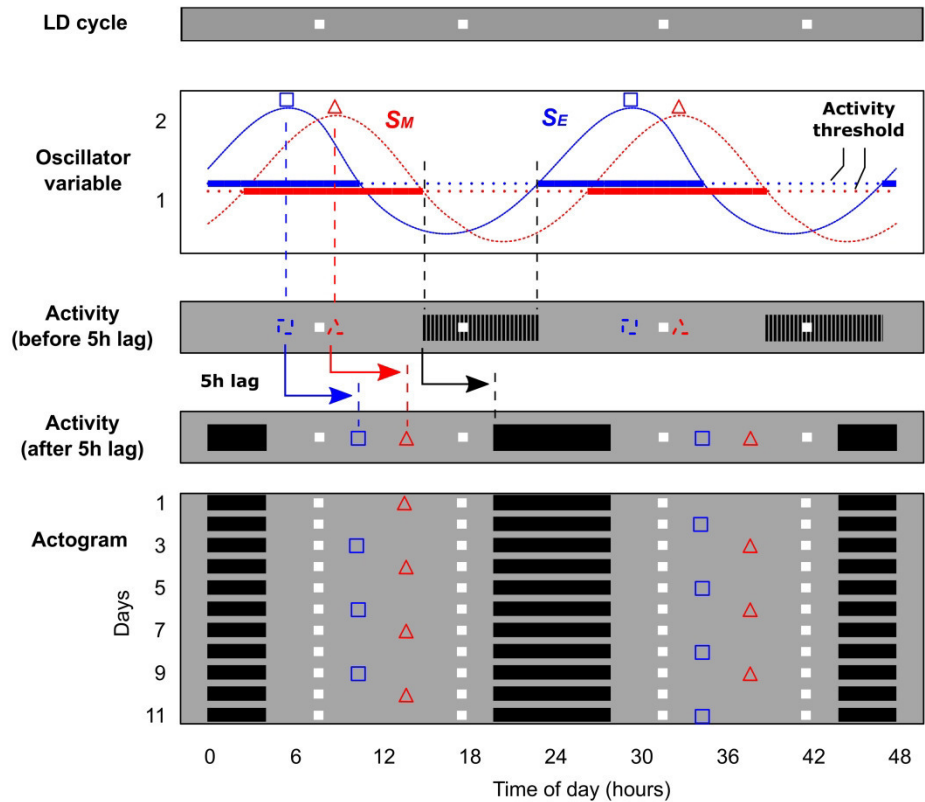 LD cycle
Oscillator
variable
2
1
S_M
S_E
Activity
threshold
Activity
(before 5h lag)
5h lag
Activity
(after 5h lag)
Actogram
Days
1
3
5
7
9
11
0 6 12 18 24 30 36 42 48
Time of day (hours)